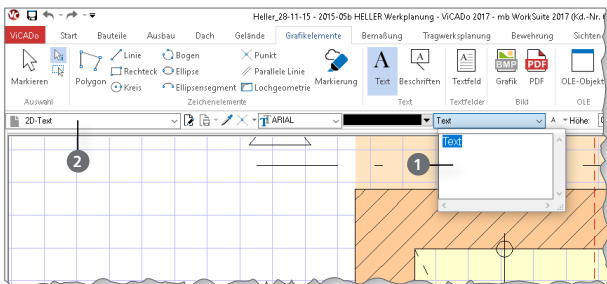 Heller_28-11-15 - 2015-05b HELLER Werkplanung - ViCADo 2017 - mb WorkSuite 2017 (Kd.-Nr.
ViCADo Start Bauteile Ausbau Dach Gelände Grafikelemente Bemaßung Tragwerksplanung Bewehrung Sichten
Markieren
Auswahl
Polygon
Linie Bogen Punkt
Rechteck Ellipse Parallele Linie
Kreis Ellipsensegment Lochgeometrie
Markierung
Zeichenelemente
A A A BMP PDF
Text Beschriften Textfeld Grafik PDF OLE-Objekt
Text Textfelder Bild OLE
2D-Text ARIAL Text A Höhe:
Text
1
2